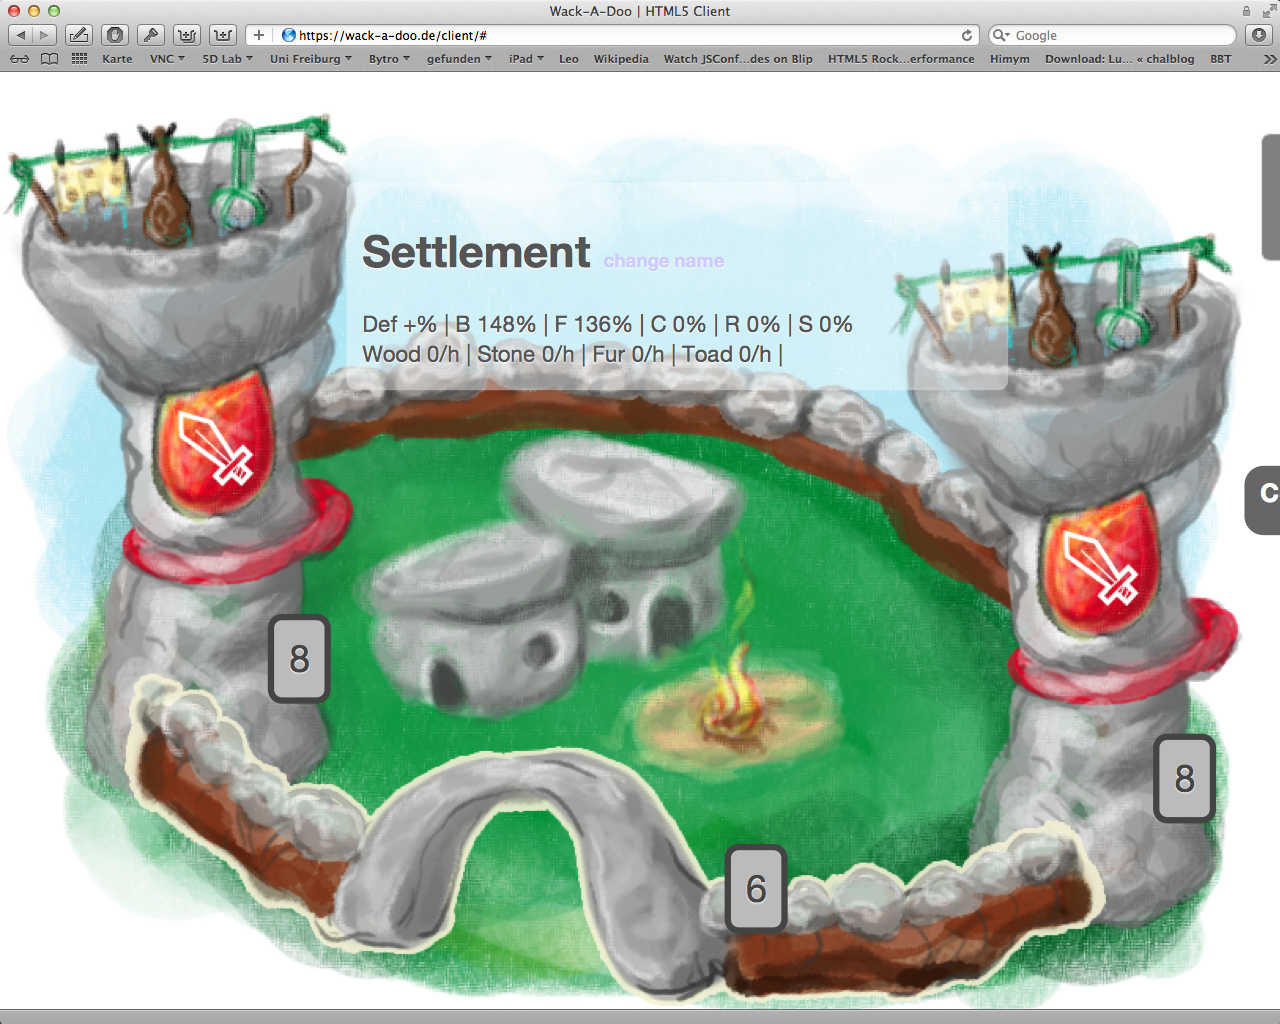 Wack-A-Doo | HTML5 Client
https://wack-a-doo.de/client/#
Google
Karte VNC 5D Lab Uni Freiburg Bytro gefunden iPad Leo Wikipedia Watch JSConf...des on Blip HTML5 Rock...erformance Himym Download: Lu... « chalblog BBT
Settlement change name
Def +% | B 148% | F 136% | C 0% | R 0% | S 0%
Wood 0/h | Stone 0/h | Fur 0/h | Toad 0/h |
C
8
8
6